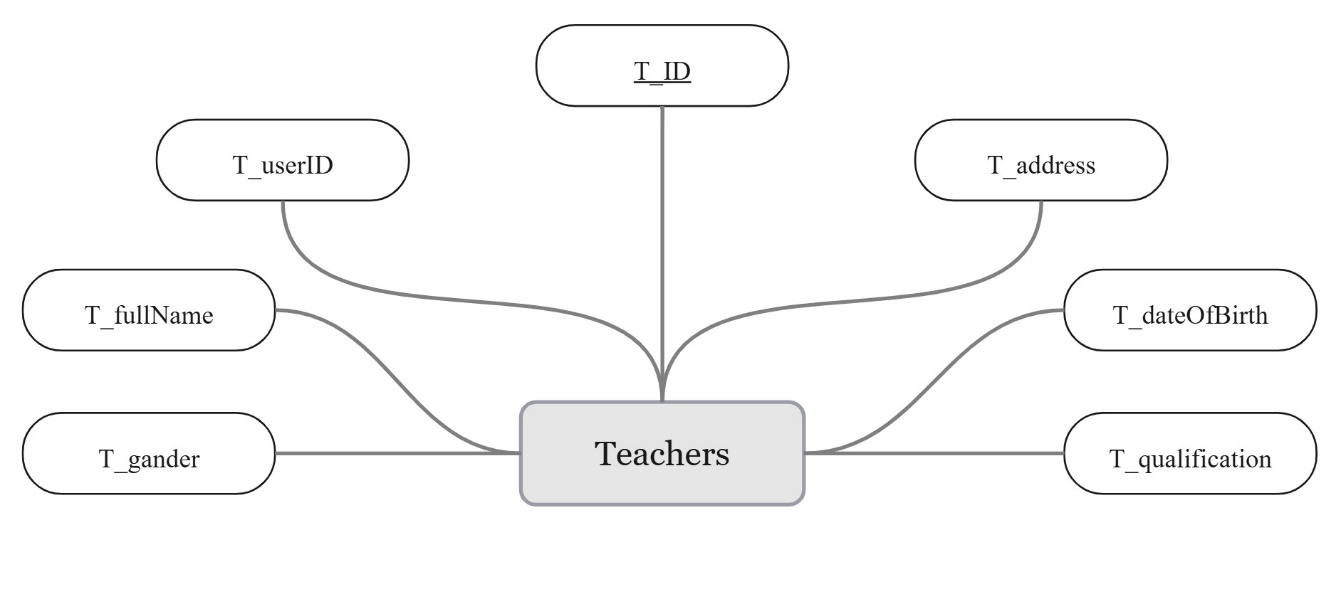 T_ID
T_userID
T_address
T_fullName
T_dateOfBirth
T_gander
Teachers
T_qualification